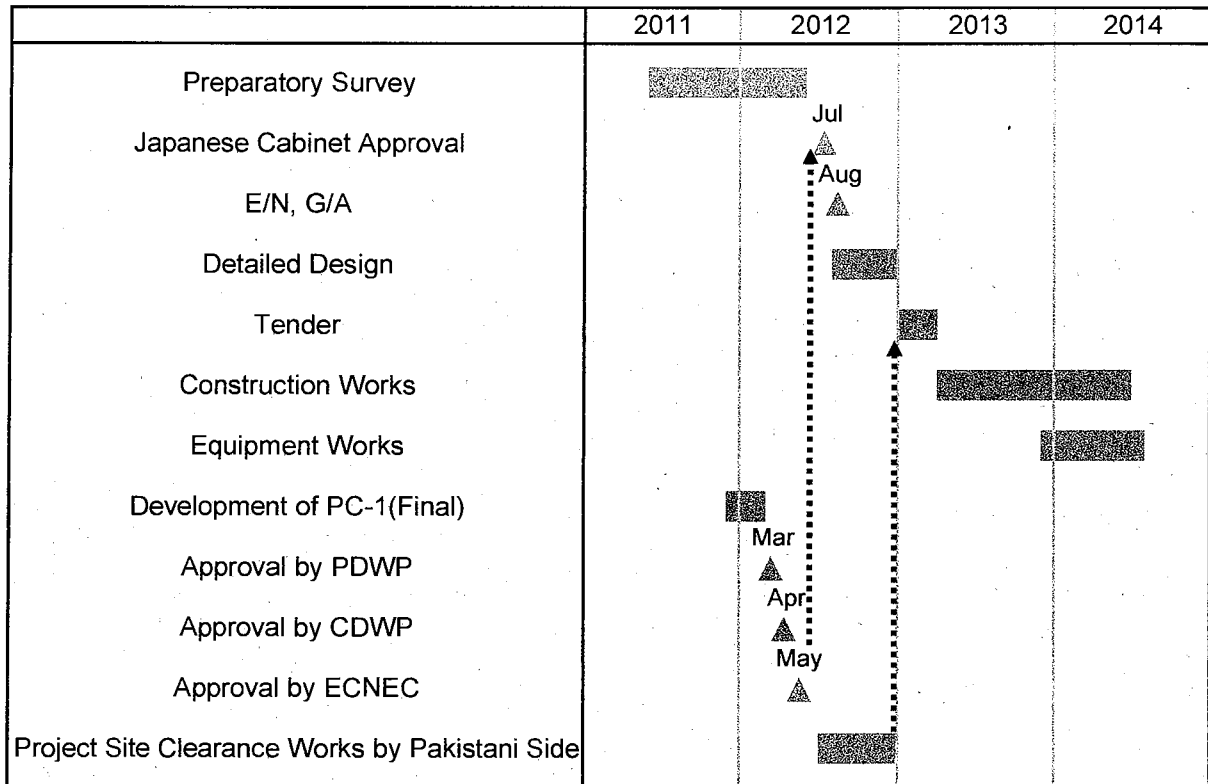 2011 2012 2013 2014
Preparatory Survey
Jul
Japanese Cabinet Approval
Aug
E/N, G/A
Detailed Design
Tender
Construction Works
Equipment Works
Development of PC-1(Final)
Mar
Approval by PDWP
Apr
Approval by CDWP
May
Approval by ECNEC
Project Site Clearance Works by Pakistani Side